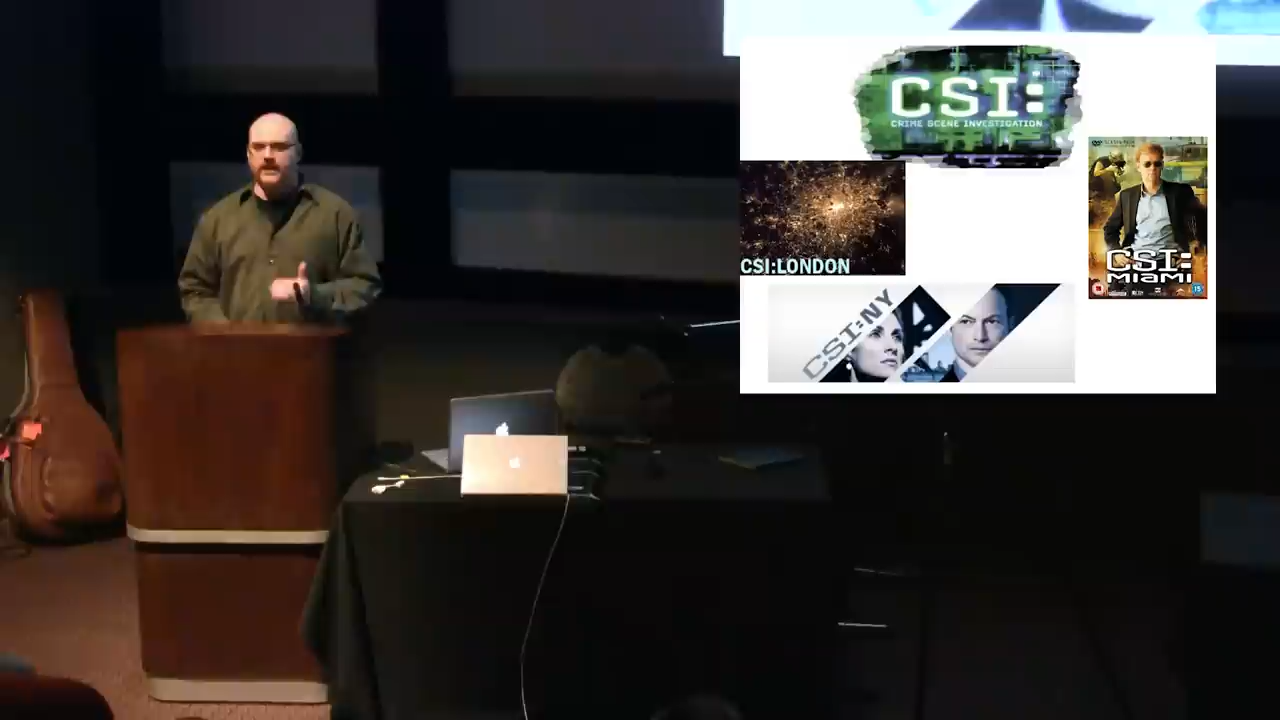 CSI:
CRIME SCENE INVESTIGATION
CSI:LONDON
CSI:
MIAMI
CSI:NY